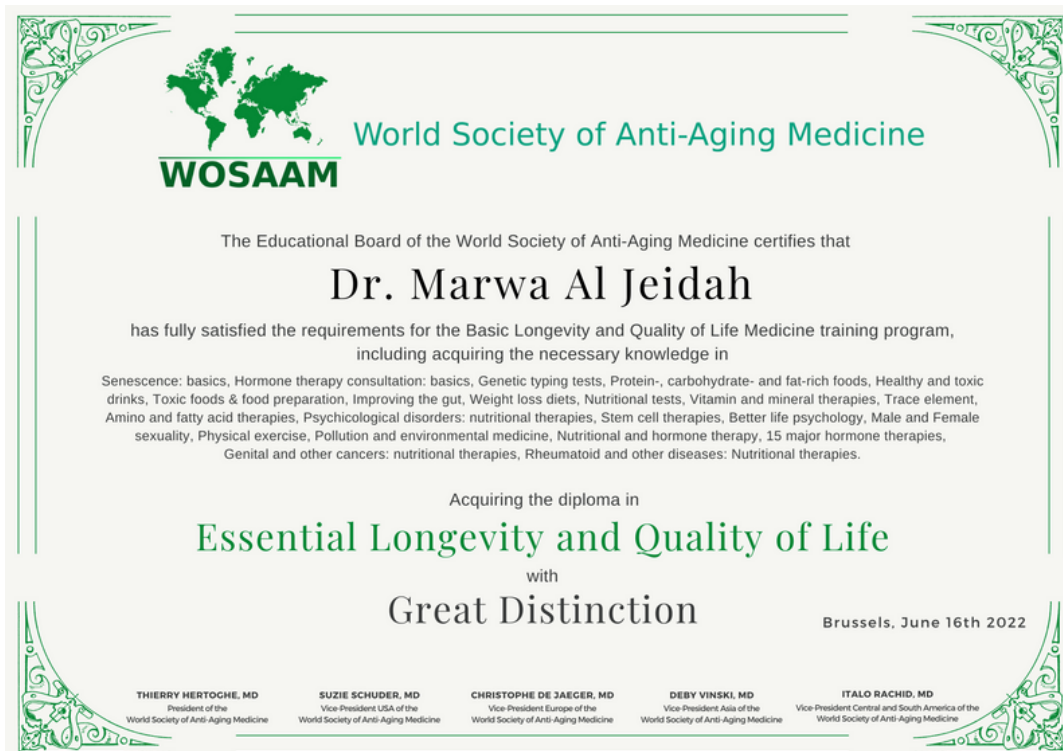 WOSAAM
World Society of Anti-Aging Medicine
The Educational Board of the World Society of Anti-Aging Medicine certifies that
Dr. Marwa Al Jeidah
has fully satisfied the requirements for the Basic Longevity and Quality of Life Medicine training program,
including acquiring the necessary knowledge in
Senescence: basics, Hormone therapy consultation: basics, Genetic typing tests, Protein-, carbohydrate- and fat-rich foods, Healthy and toxic
drinks, Toxic foods & food preparation, Improving the gut, Weight loss diets, Nutritional tests, Vitamin and mineral therapies, Trace element,
Amino and fatty acid therapies, Psychicological disorders: nutritional therapies, Stem cell therapies, Better life psychology, Male and Female
sexuality, Physical exercise, Pollution and environmental medicine, Nutritional and hormone therapy, 15 major hormone therapies,
Genital and other cancers: nutritional therapies, Rheumatoid and other diseases: Nutritional therapies.
Acquiring the diploma in
Essential Longevity and Quality of Life
with
Great Distinction
Brussels, June 16th 2022
THIERRY HERTOGHE, MD
President of the
World Society of Anti-Aging Medicine
SUZIE SCHUDER, MD
Vice-President USA of the
World Society of Anti-Aging Medicine
CHRISTOPHE DE JAEGER, MD
Vice-President Europe of the
World Society of Anti-Aging Medicine
DEBY VINSKI, MD
Vice-President Asia of the
World Society of Anti-Aging Medicine
ITALO RACHID, MD
Vice-President Central and South America of the
World Society of Anti-Aging Medicine